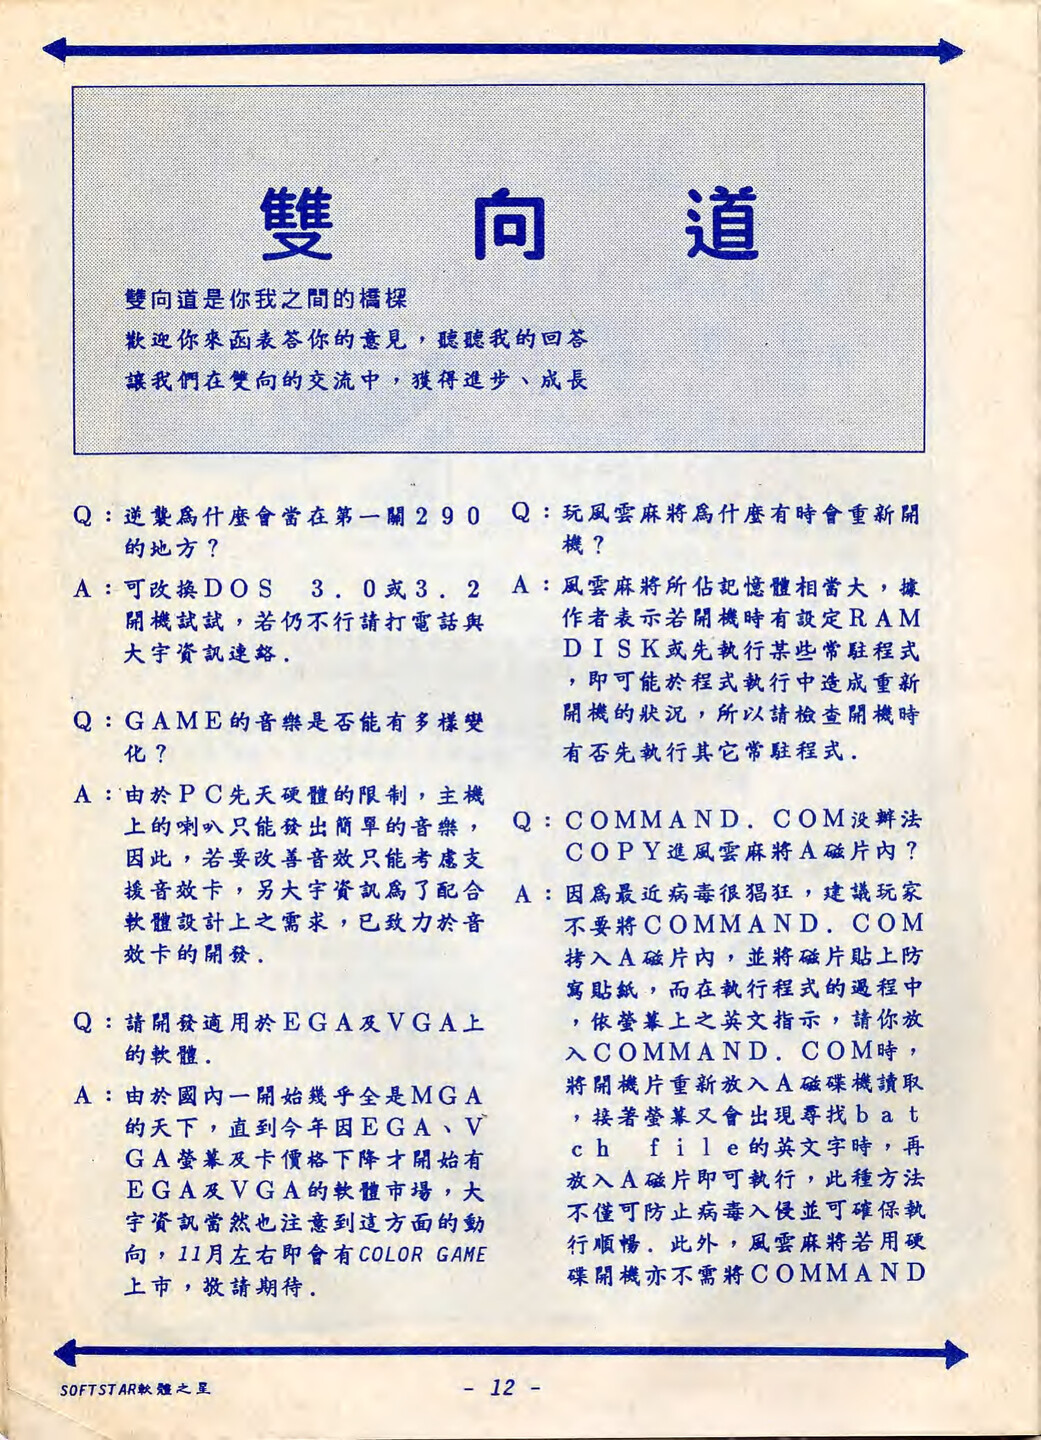 雙向道
雙向道是你我之間的橋樑
歡迎你來函表答你的意見，聽聽我的回答
讓我們在雙向的交流中，獲得進步、成長
Q：逆襲為什麼會當在第一關290
的地方？
A：可改換DOS 3.0或3.2
開機試試，若仍不行請打電話與
大宇資訊連絡.
Q：GAME的音樂是否能有多樣變
化？
A：由於PC先天硬體的限制，主機
上的喇叭只能發出簡單的音樂，
因此，若要改善音效只能考慮支
援音效卡，另大宇資訊為了配合
軟體設計上之需求，已致力於音
效卡的開發.
Q：請開發適用於EGA及VGA上
的軟體.
A：由於國內一開始幾乎全是MGA
的天下，直到今年因EGA、V
GA螢幕及卡價格下降才開始有
EGA及VGA的軟體市場，大
宇資訊當然也注意到這方面的動
向，11月左右即會有COLOR GAME
上市，敬請期待.
Q：玩風雲麻將為什麼有時會重新開
機？
A：風雲麻將所佔記憶體相當大，據
作者表示若開機時有設定RAM
DISK或先執行某些常駐程式
，即可能於程式執行中造成重新
開機的狀況，所以請檢查開機時
有否先執行其它常駐程式.
Q：COMMAND.COM沒辦法
COPY進風雲麻將A磁片內？
A：因為最近病毒很猖狂，建議玩家
不要將COMMAND.COM
拷入A磁片內，並將磁片貼上防
寫貼紙，而在執行程式的過程中
，依螢幕上之英文指示，請你放
入COMMAND.COM時，
將開機片重新放入A磁碟機讀取
，接著螢幕又會出現尋找bat
ch file的英文字時，再
放入A磁片即可執行，此種方法
不僅可防止病毒入侵並可確保執
行順暢.此外，風雲麻將若用硬
碟開機亦不需將COMMAND
SOFTSTAR軟體之星
- 12 -